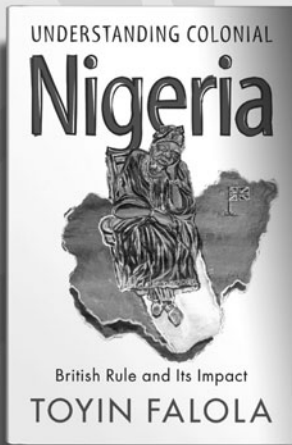 UNDERSTANDING COLONIAL
Nigeria
British Rule and Its Impact
TOYIN FALOLA